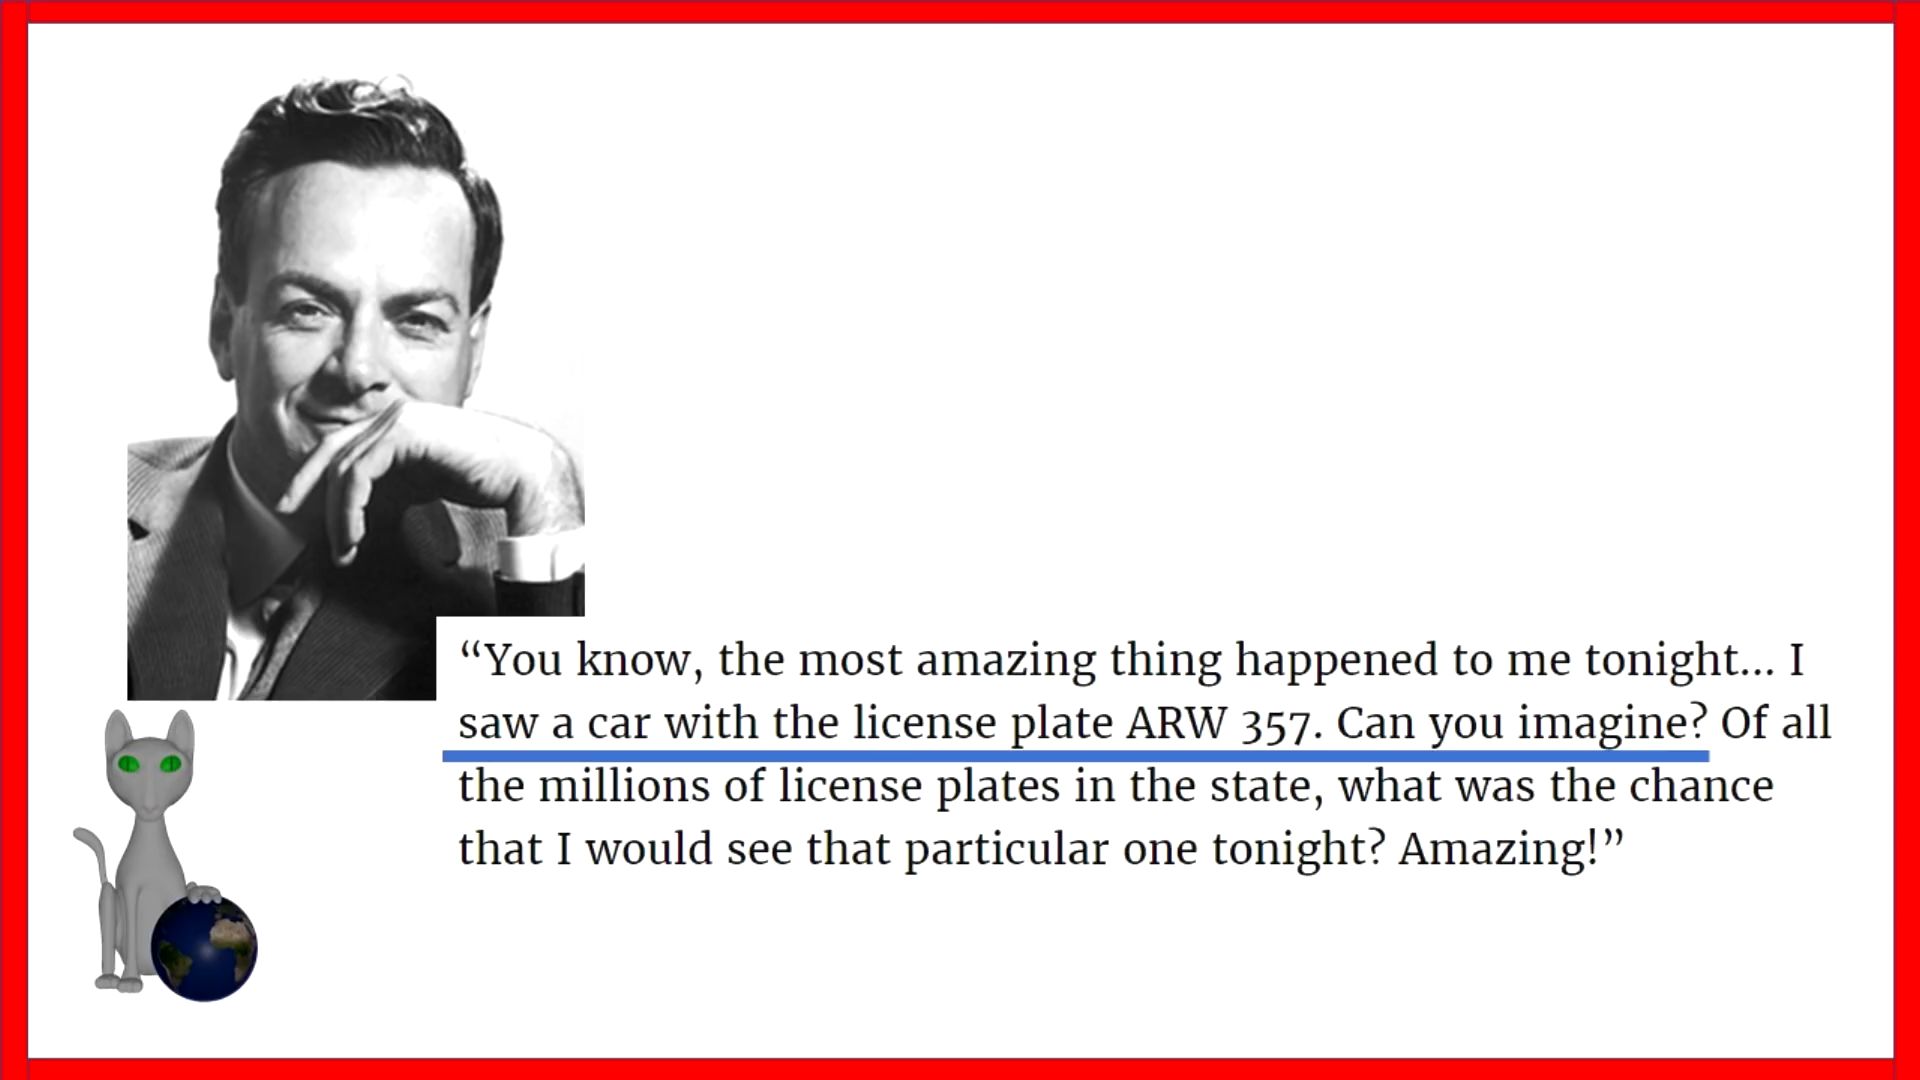 “You know, the most amazing thing happened to me tonight... I
saw a car with the license plate ARW 357. Can you imagine? Of all
the millions of license plates in the state, what was the chance
that I would see that particular one tonight? Amazing!”